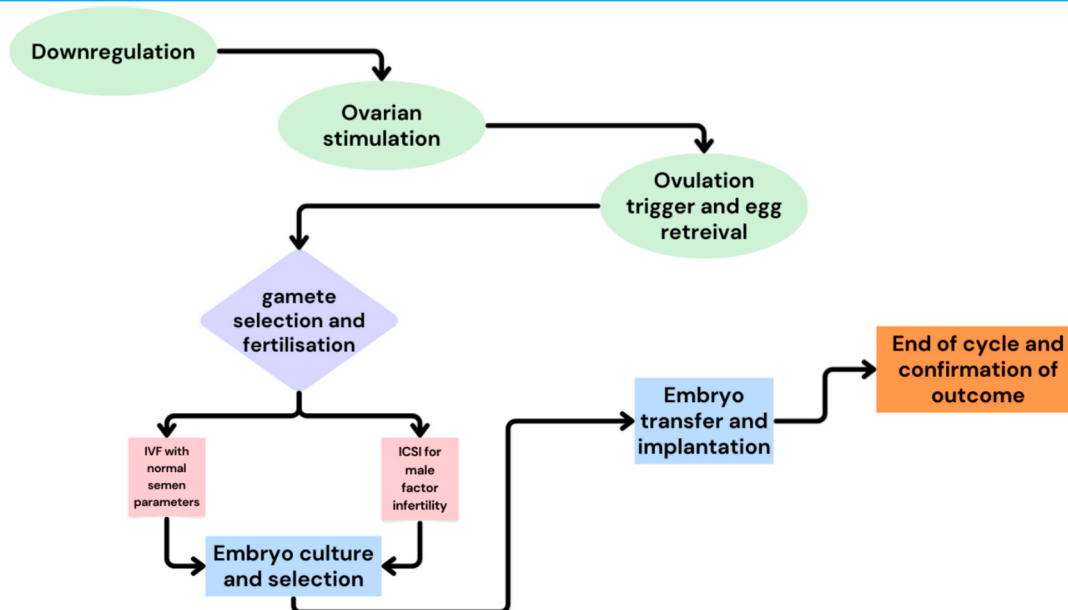 Downregulation
Ovarian
stimulation
Ovulation
trigger and egg
retreival
gamete
selection and
fertilisation
IVF with
normal
semen
parameters
ICSI for
male
factor
infertility
Embryo culture
and selection
Embryo
transfer and
implantation
End of cycle and
confirmation of
outcome